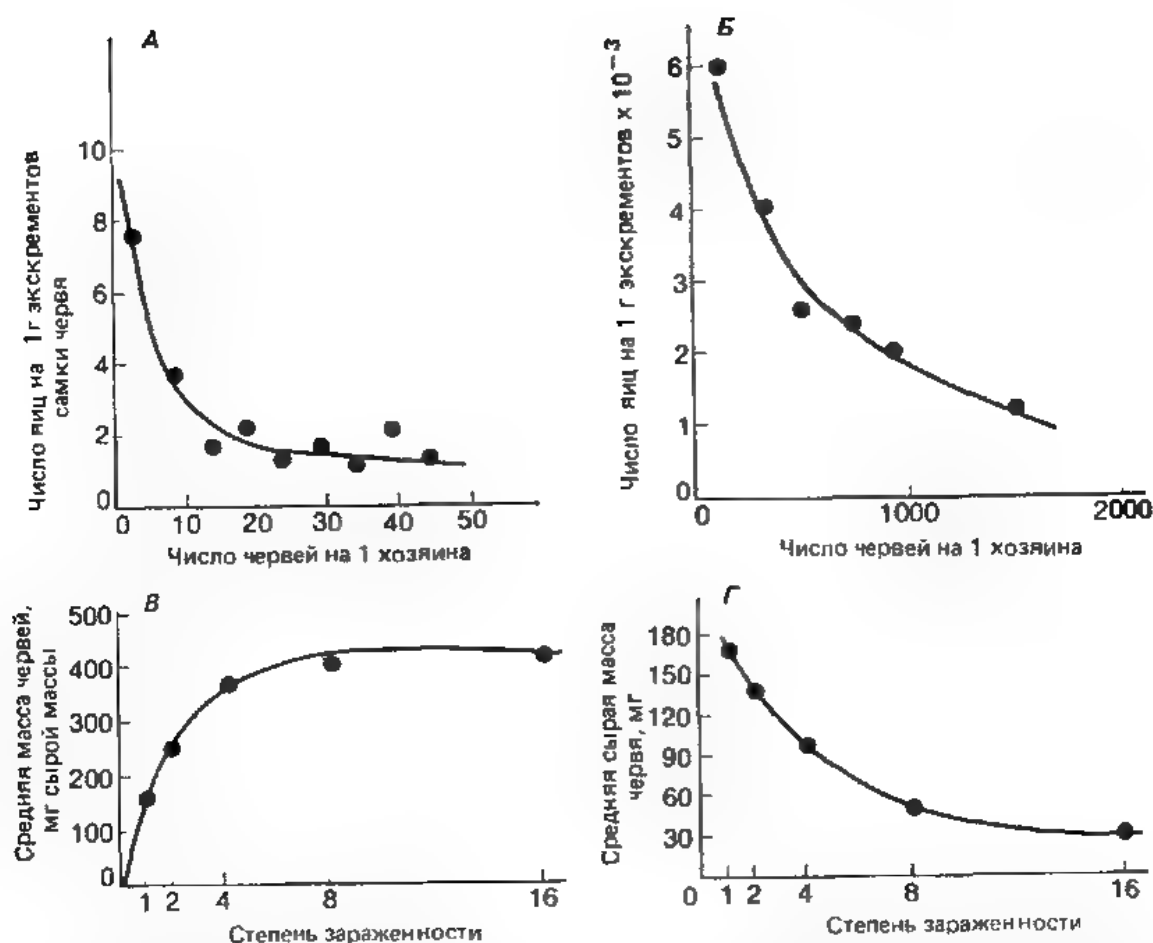 А
Число яиц на 1 г экскрементов
самки червя
10
8
6
4
2
0
0 10 20 30 40 50
Число червей на 1 хозяина
Б
Число яиц на 1 г экскрементов х 10⁻³
6
5
4
3
2
1
0
0 1000 2000
Число червей на 1 хозяина
В
Средняя масса червей,
мг сырой массы
500
400
300
200
100
0
1 2 4 8 16
Степень зараженности
Г
Средняя сырая масса
червя, мг
180
150
120
90
60
30
0 1 2 4 8 16
Степень зараженности